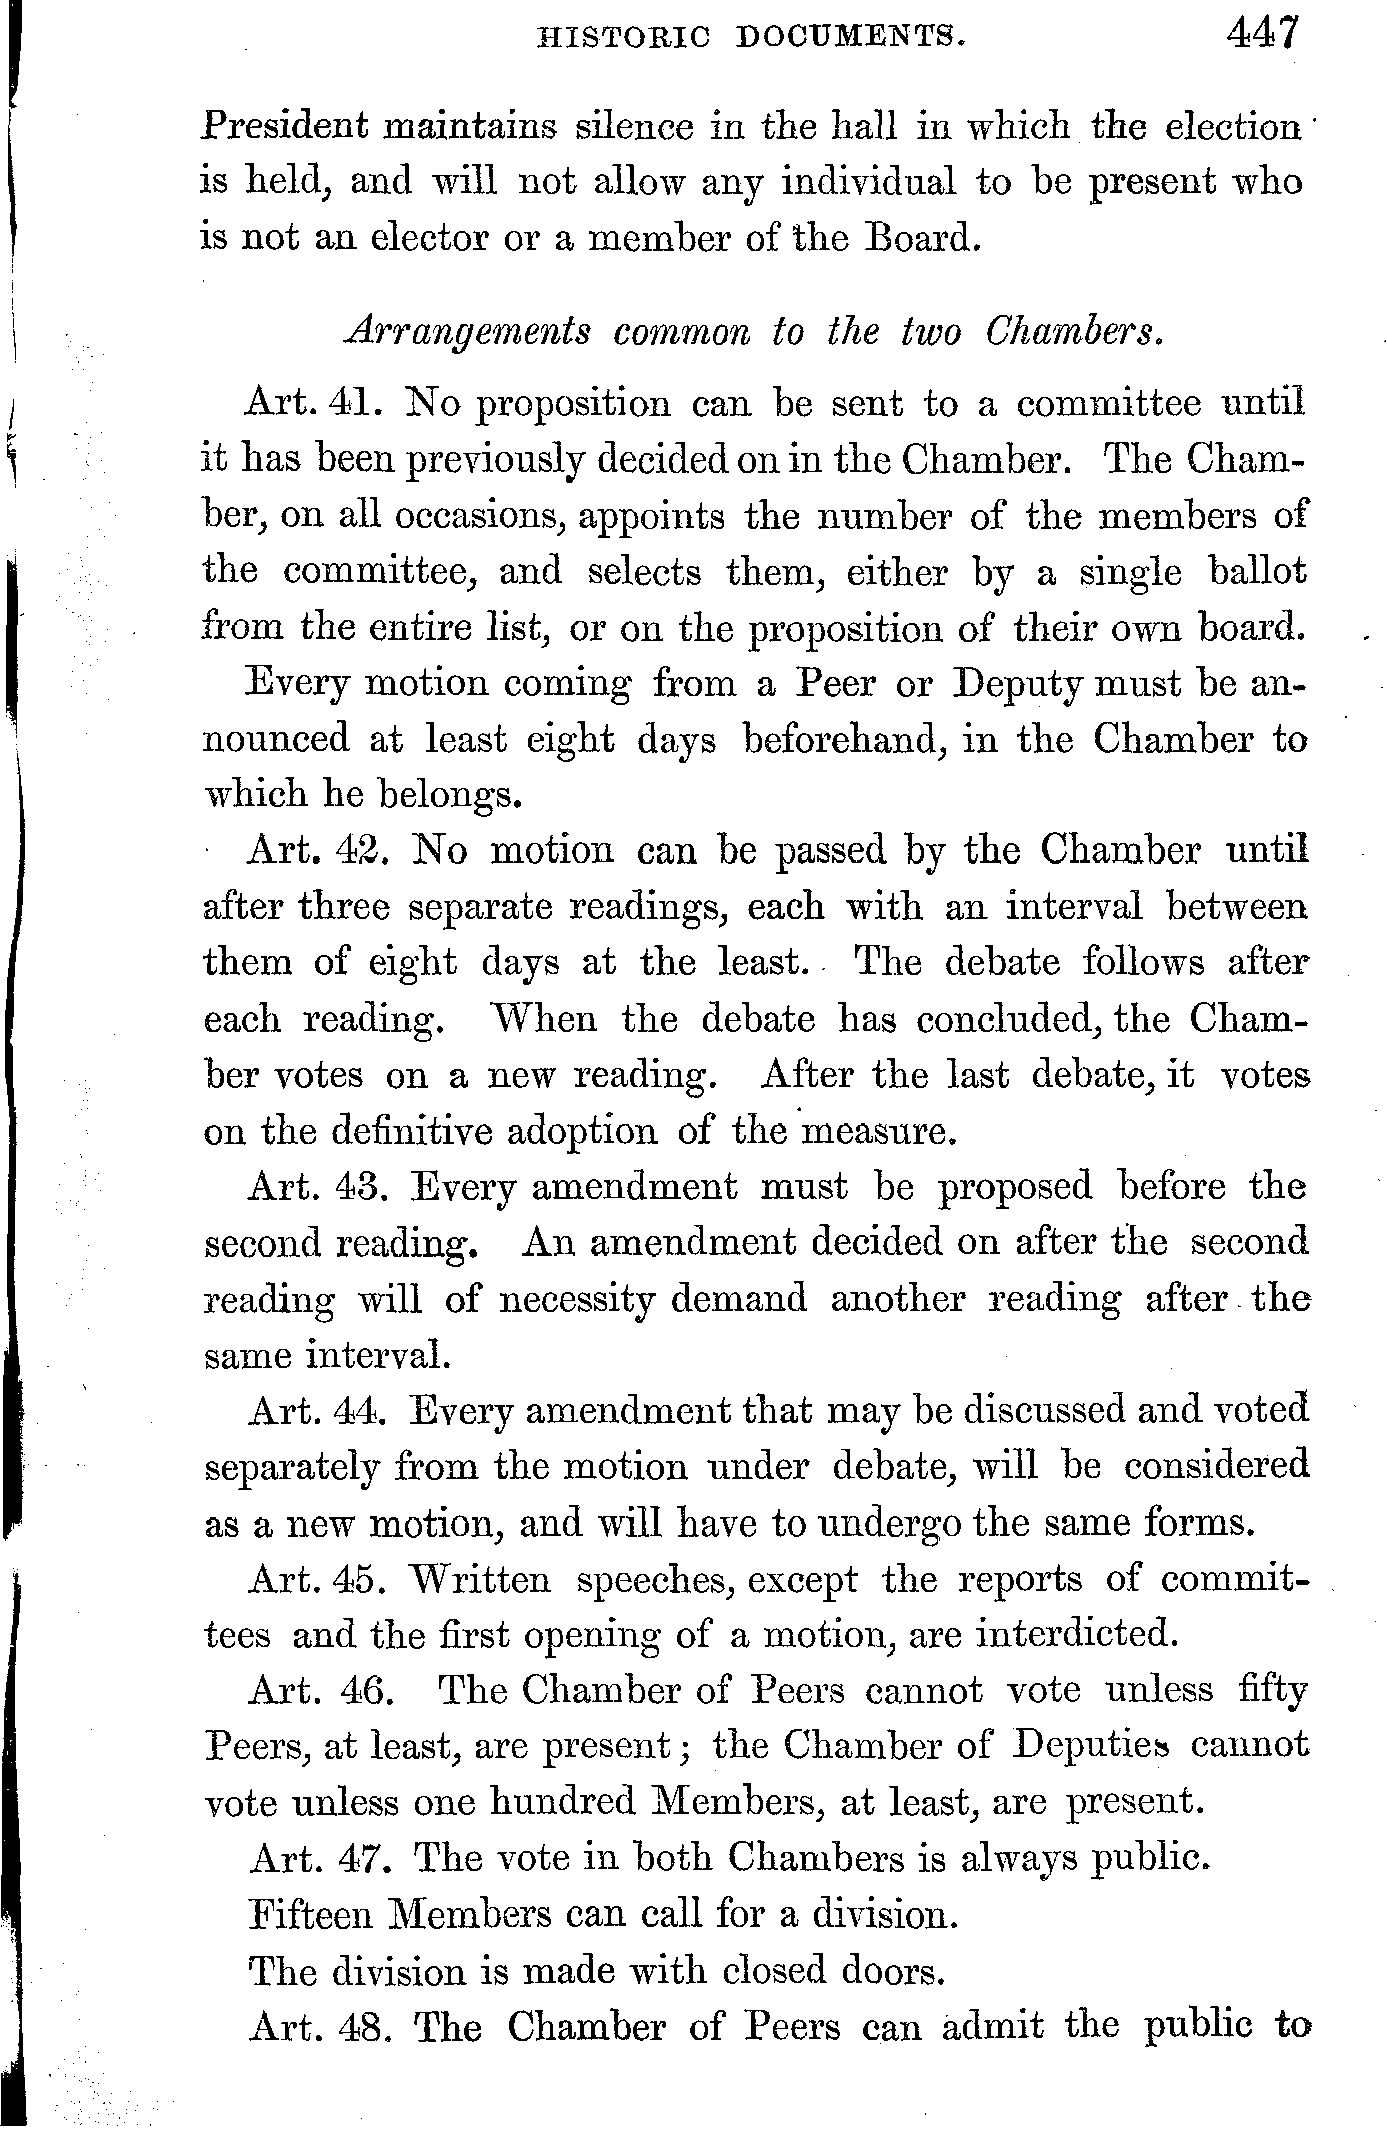 HISTORIC DOCUMENTS. 447
President maintains silence in the hall in which the election
is held, and will not allow any individual to be present who
is not an elector or a member of the Board.
Arrangements common to the two Chambers.
Art. 41. No proposition can be sent to a committee until
it has been previously decided on in the Chamber. The Cham-
ber, on all occasions, appoints the number of the members of
the committee, and selects them, either by a single ballot
from the entire list, or on the proposition of their own board.
Every motion coming from a Peer or Deputy must be an-
nounced at least eight days beforehand, in the Chamber to
which he belongs.
Art. 42. No motion can be passed by the Chamber until
after three separate readings, each with an interval between
them of eight days at the least. The debate follows after
each reading. When the debate has concluded, the Cham-
ber votes on a new reading. After the last debate, it votes
on the definitive adoption of the measure.
Art. 43. Every amendment must be proposed before the
second reading. An amendment decided on after the second
reading will of necessity demand another reading after the
same interval.
Art. 44. Every amendment that may be discussed and voted
separately from the motion under debate, will be considered
as a new motion, and will have to undergo the same forms.
Art. 45. Written speeches, except the reports of commit-
tees and the first opening of a motion, are interdicted.
Art. 46. The Chamber of Peers cannot vote unless fifty
Peers, at least, are present; the Chamber of Deputies cannot
vote unless one hundred Members, at least, are present.
Art. 47. The vote in both Chambers is always public.
Fifteen Members can call for a division.
The division is made with closed doors.
Art. 48. The Chamber of Peers can admit the public to